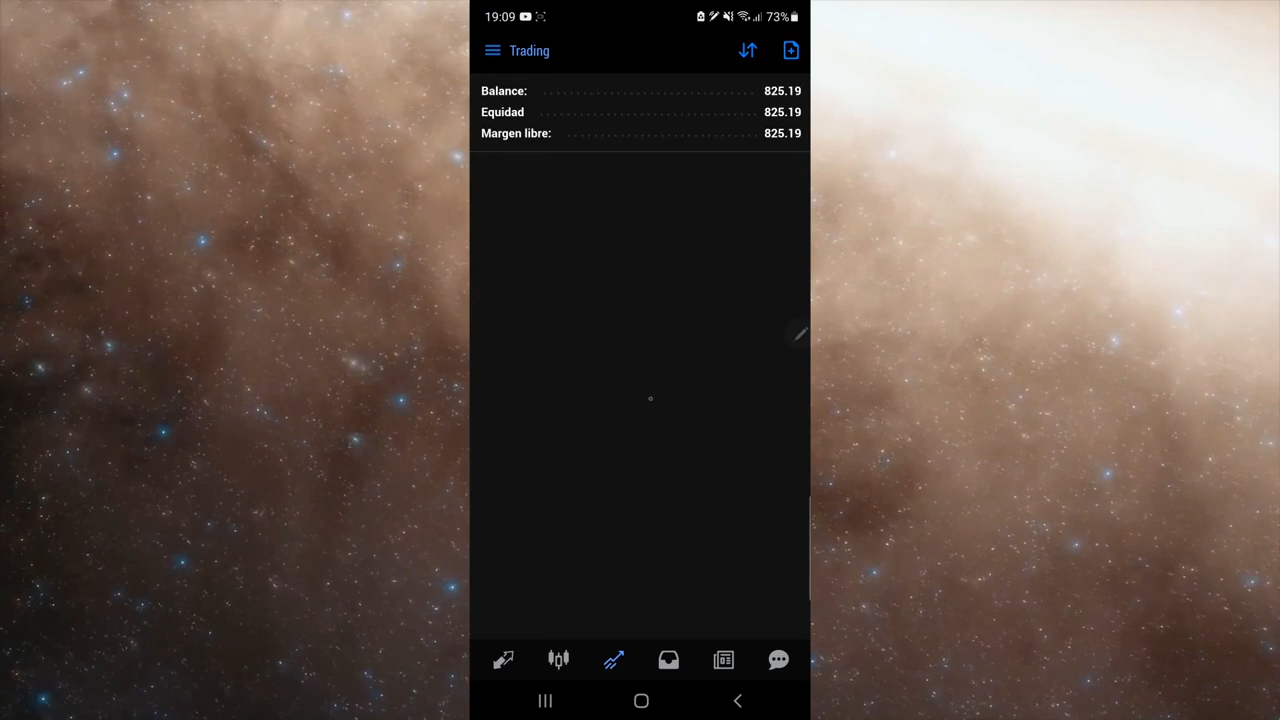 19:09 73%
Trading
Balance: 825.19
Equidad 825.19
Margen libre: 825.19